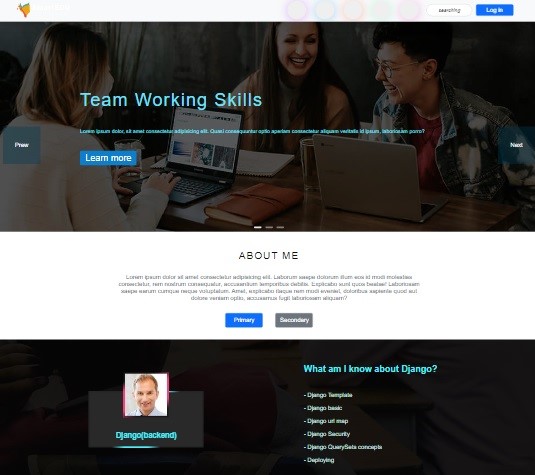 searching
Log in
Team Working Skills
Lorem ipsum dolor, sit amet consectetur adipisicing elit. Quasi consequuntur optio aperiam consectetur aliquam veritatis id ipsum, laboriosam porro?
Prew
Next
Learn more
ABOUT ME
Lorem ipsum dolor sit amet consectetur adipisicing elit. Laborum saepe dolorum illum eos id modi molestias
consectetur, rem nostrum consequatur, accusantium temporibus debitis. Explicabo sunt quos beatae! Laboriosam
saepe earum cumque neque voluptatum. Amet, explicabo itaque rem modi eveniet, doloribus sapiente quod aut
dolore veniam optio, accusamus fugit laboriosam aliquam?
Primary
Secondary
What am I know about Django?
- Django Template
- Django basic
- Django url map
- Django Security
- Django QuerySets concepts
- Deploying
Django(backend)